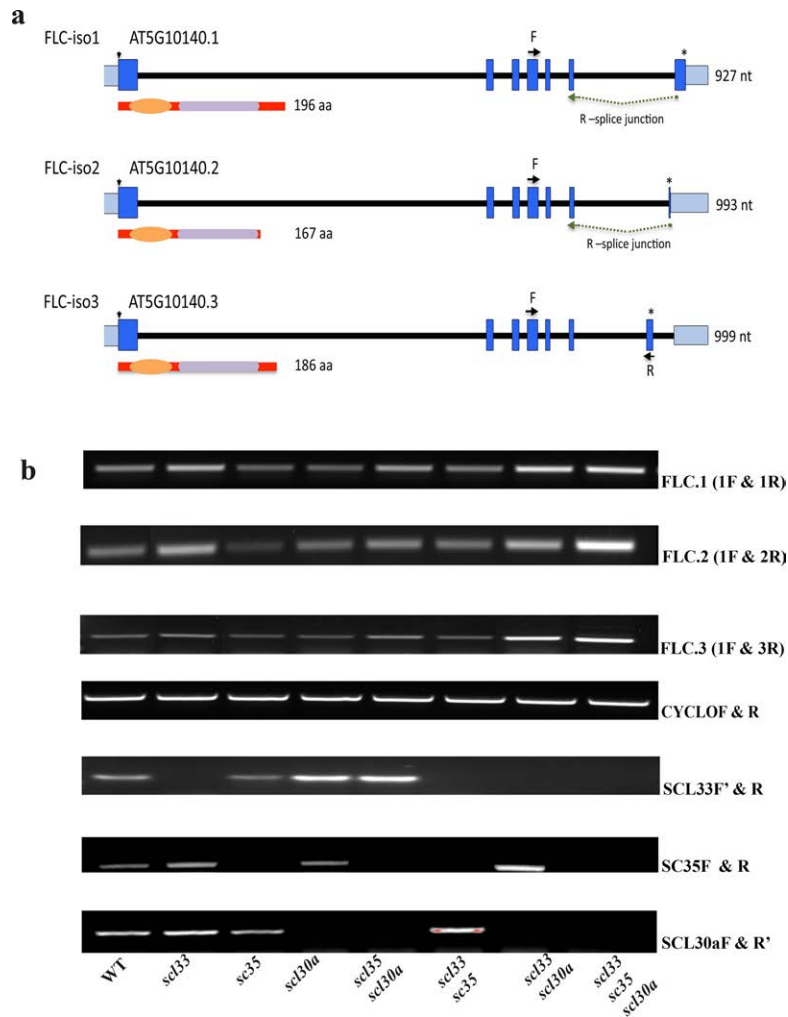 a
FLC-iso1 AT5G10140.1
F
*
927 nt
196 aa
R –splice junction
FLC-iso2 AT5G10140.2
F
*
993 nt
167 aa
R –splice junction
FLC-iso3 AT5G10140.3
F
*
999 nt
186 aa
R
b
FLC.1 (1F & 1R)
FLC.2 (1F & 2R)
FLC.3 (1F & 3R)
CYCLOF & R
SCL33F' & R
SC35F & R
SCL30aF & R'
WT
scl33
sc35
scl30a
sc35
scl30a
scl33
sc35
scl33
scl30a
scl33
sc35
scl30a